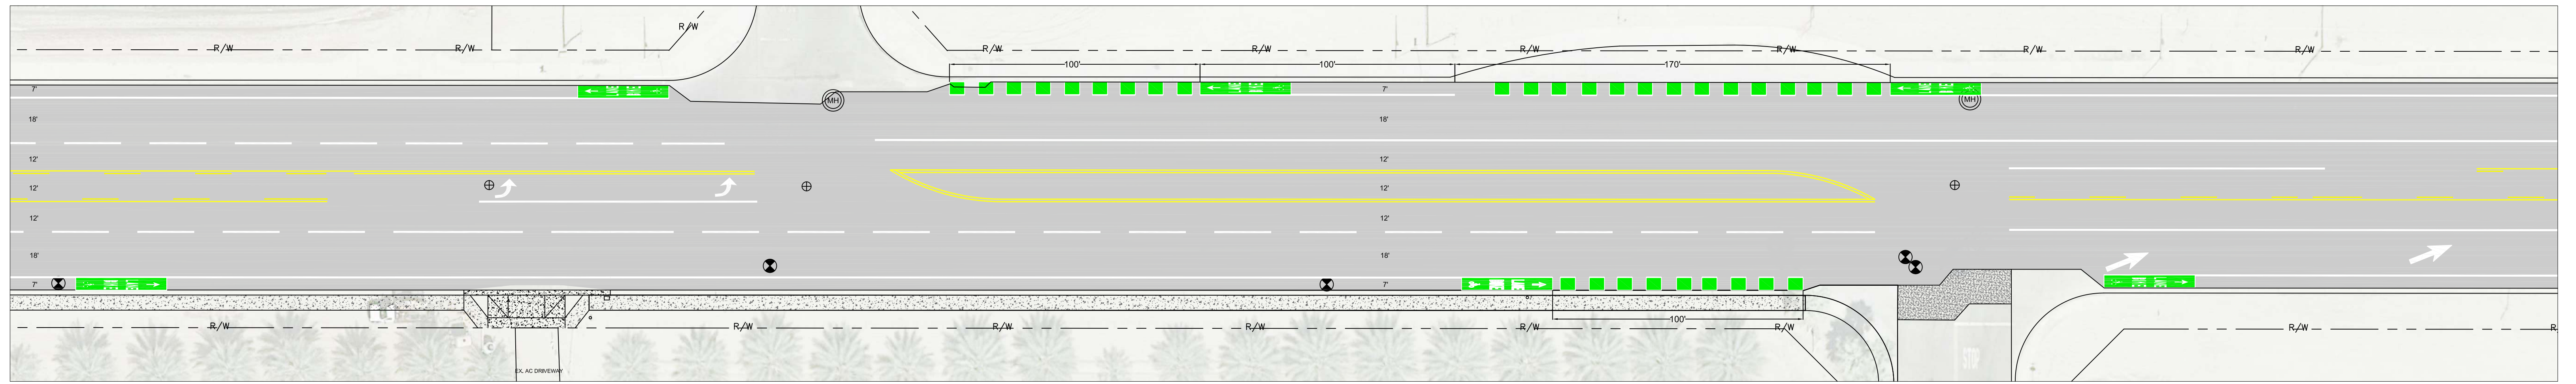 R/W
R/W R/W R/W R/W R/W R/W R/W R/W
100' 100' 170'
7' 7'
MH MH
18' 18'
12' 12'
12' 12'
12' 12'
18' 18'
7' 7'
100'
R/W R/W R/W R/W R/W R/W R/W R
STOP
EX. AC DRIVEWAY